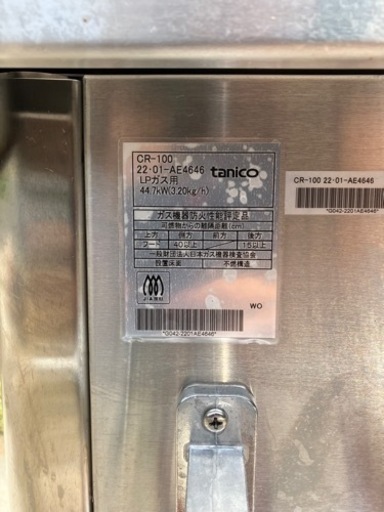 CR-100
22·01-AE4646 tanico
LPガス用
44.7kW(3.20kg/h)
ガス機器防火性能評定品
可燃物からの離隔距離(cm)
上方 側方 前方 後方
フード 40以上 15以上
一般財団法人日本ガス機器検査協会
設置床面 不燃構造
WO
*G042-2201AE4646*
CR-100 22·01-AE4646
*G042-2201AE4646*